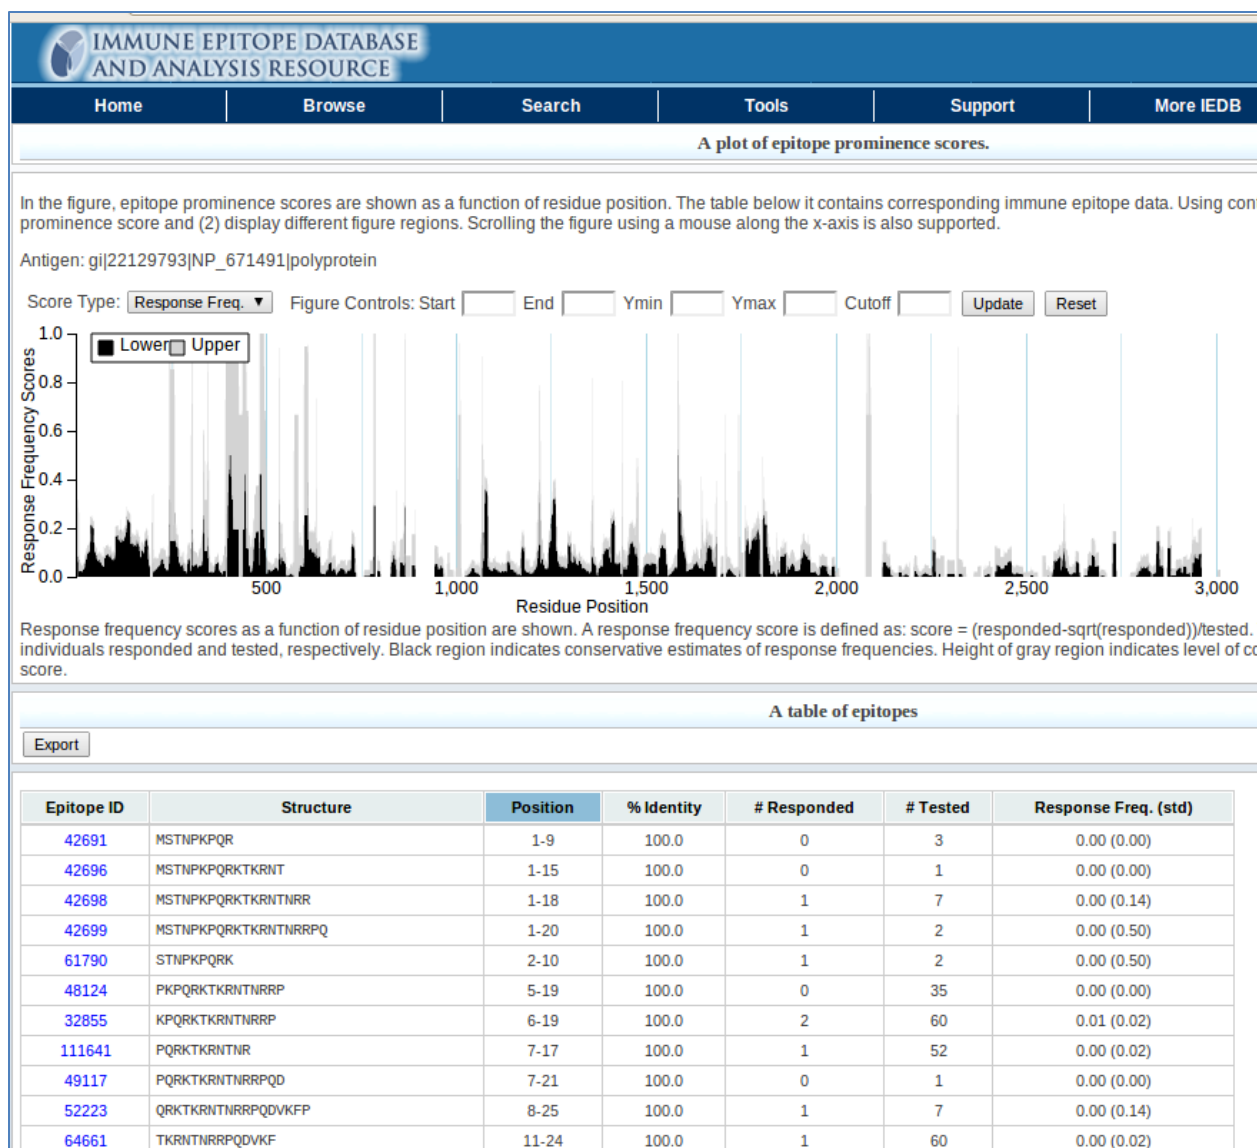 IMMUNE EPITOPE DATABASE
AND ANALYSIS RESOURCE
Home Browse Search Tools Support More IEDB
A plot of epitope prominence scores.
In the figure, epitope prominence scores are shown as a function of residue position. The table below it contains corresponding immune epitope data. Using
prominence score and (2) display different figure regions. Scrolling the figure using a mouse along the x-axis is also supported.
Antigen: gi|22129793|NP_671491|polyprotein
Score Type: Response Freq. ▼ Figure Controls: Start End Ymin Ymax Cutoff Update Reset
1.0
Lower Upper
0.8
0.6
0.4
0.2
0.0
Response Frequency Scores
500 1,000 1,500 2,000 2,500 3,000
Residue Position
Response frequency scores as a function of residue position are shown. A response frequency score is defined as: score = (responded-sqrt(responded))/tested.
individuals responded and tested, respectively. Black region indicates conservative estimates of response frequencies. Height of gray region indicates level of
score.
A table of epitopes
Export
Epitope ID Structure Position % Identity # Responded # Tested Response Freq. (std)
42691 MSTNPKPQR 1-9 100.0 0 3 0.00 (0.00)
42696 MSTNPKPQRKTKRNT 1-15 100.0 0 1 0.00 (0.00)
42698 MSTNPKPQRKTKRNTNRR 1-18 100.0 1 7 0.00 (0.14)
42699 MSTNPKPQRKTKRNTNRRPQ 1-20 100.0 1 2 0.00 (0.50)
61790 STNPKPQRK 2-10 100.0 1 2 0.00 (0.50)
48124 PKPQRKTKRNTNRRP 5-19 100.0 0 35 0.00 (0.00)
32855 KPQRKTKRNTNRRP 6-19 100.0 2 60 0.01 (0.02)
111641 PQRKTKRNTNR 7-17 100.0 1 52 0.00 (0.02)
49117 PQRKTKRNTNRRPQD 7-21 100.0 0 1 0.00 (0.00)
52223 QRKTKRNTNRRPQDVKFP 8-25 100.0 1 7 0.00 (0.14)
64661 TKRNTNRRPQDVKF 11-24 100.0 1 60 0.00 (0.02)